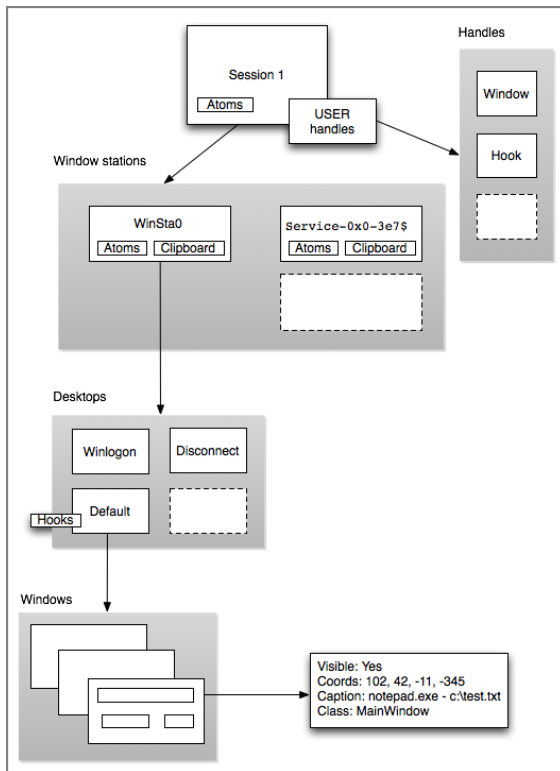 Handles
Session 1
Atoms
USER
handles
Window
Hook
Window stations
WinSta0
Atoms
Clipboard
Service-0x0-3e7$
Atoms
Clipboard
Desktops
Winlogon
Disconnect
Hooks
Default
Windows
Visible: Yes
Coords: 102, 42, -11, -345
Caption: notepad.exe - c:\test.txt
Class: MainWindow